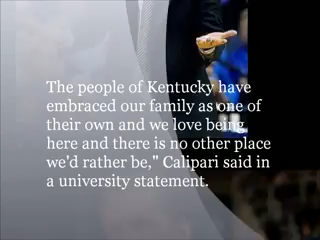 The people of Kentucky have
embraced our family as one of
their own and we love being
here and there is no other place
we'd rather be," Calipari said in
a university statement.